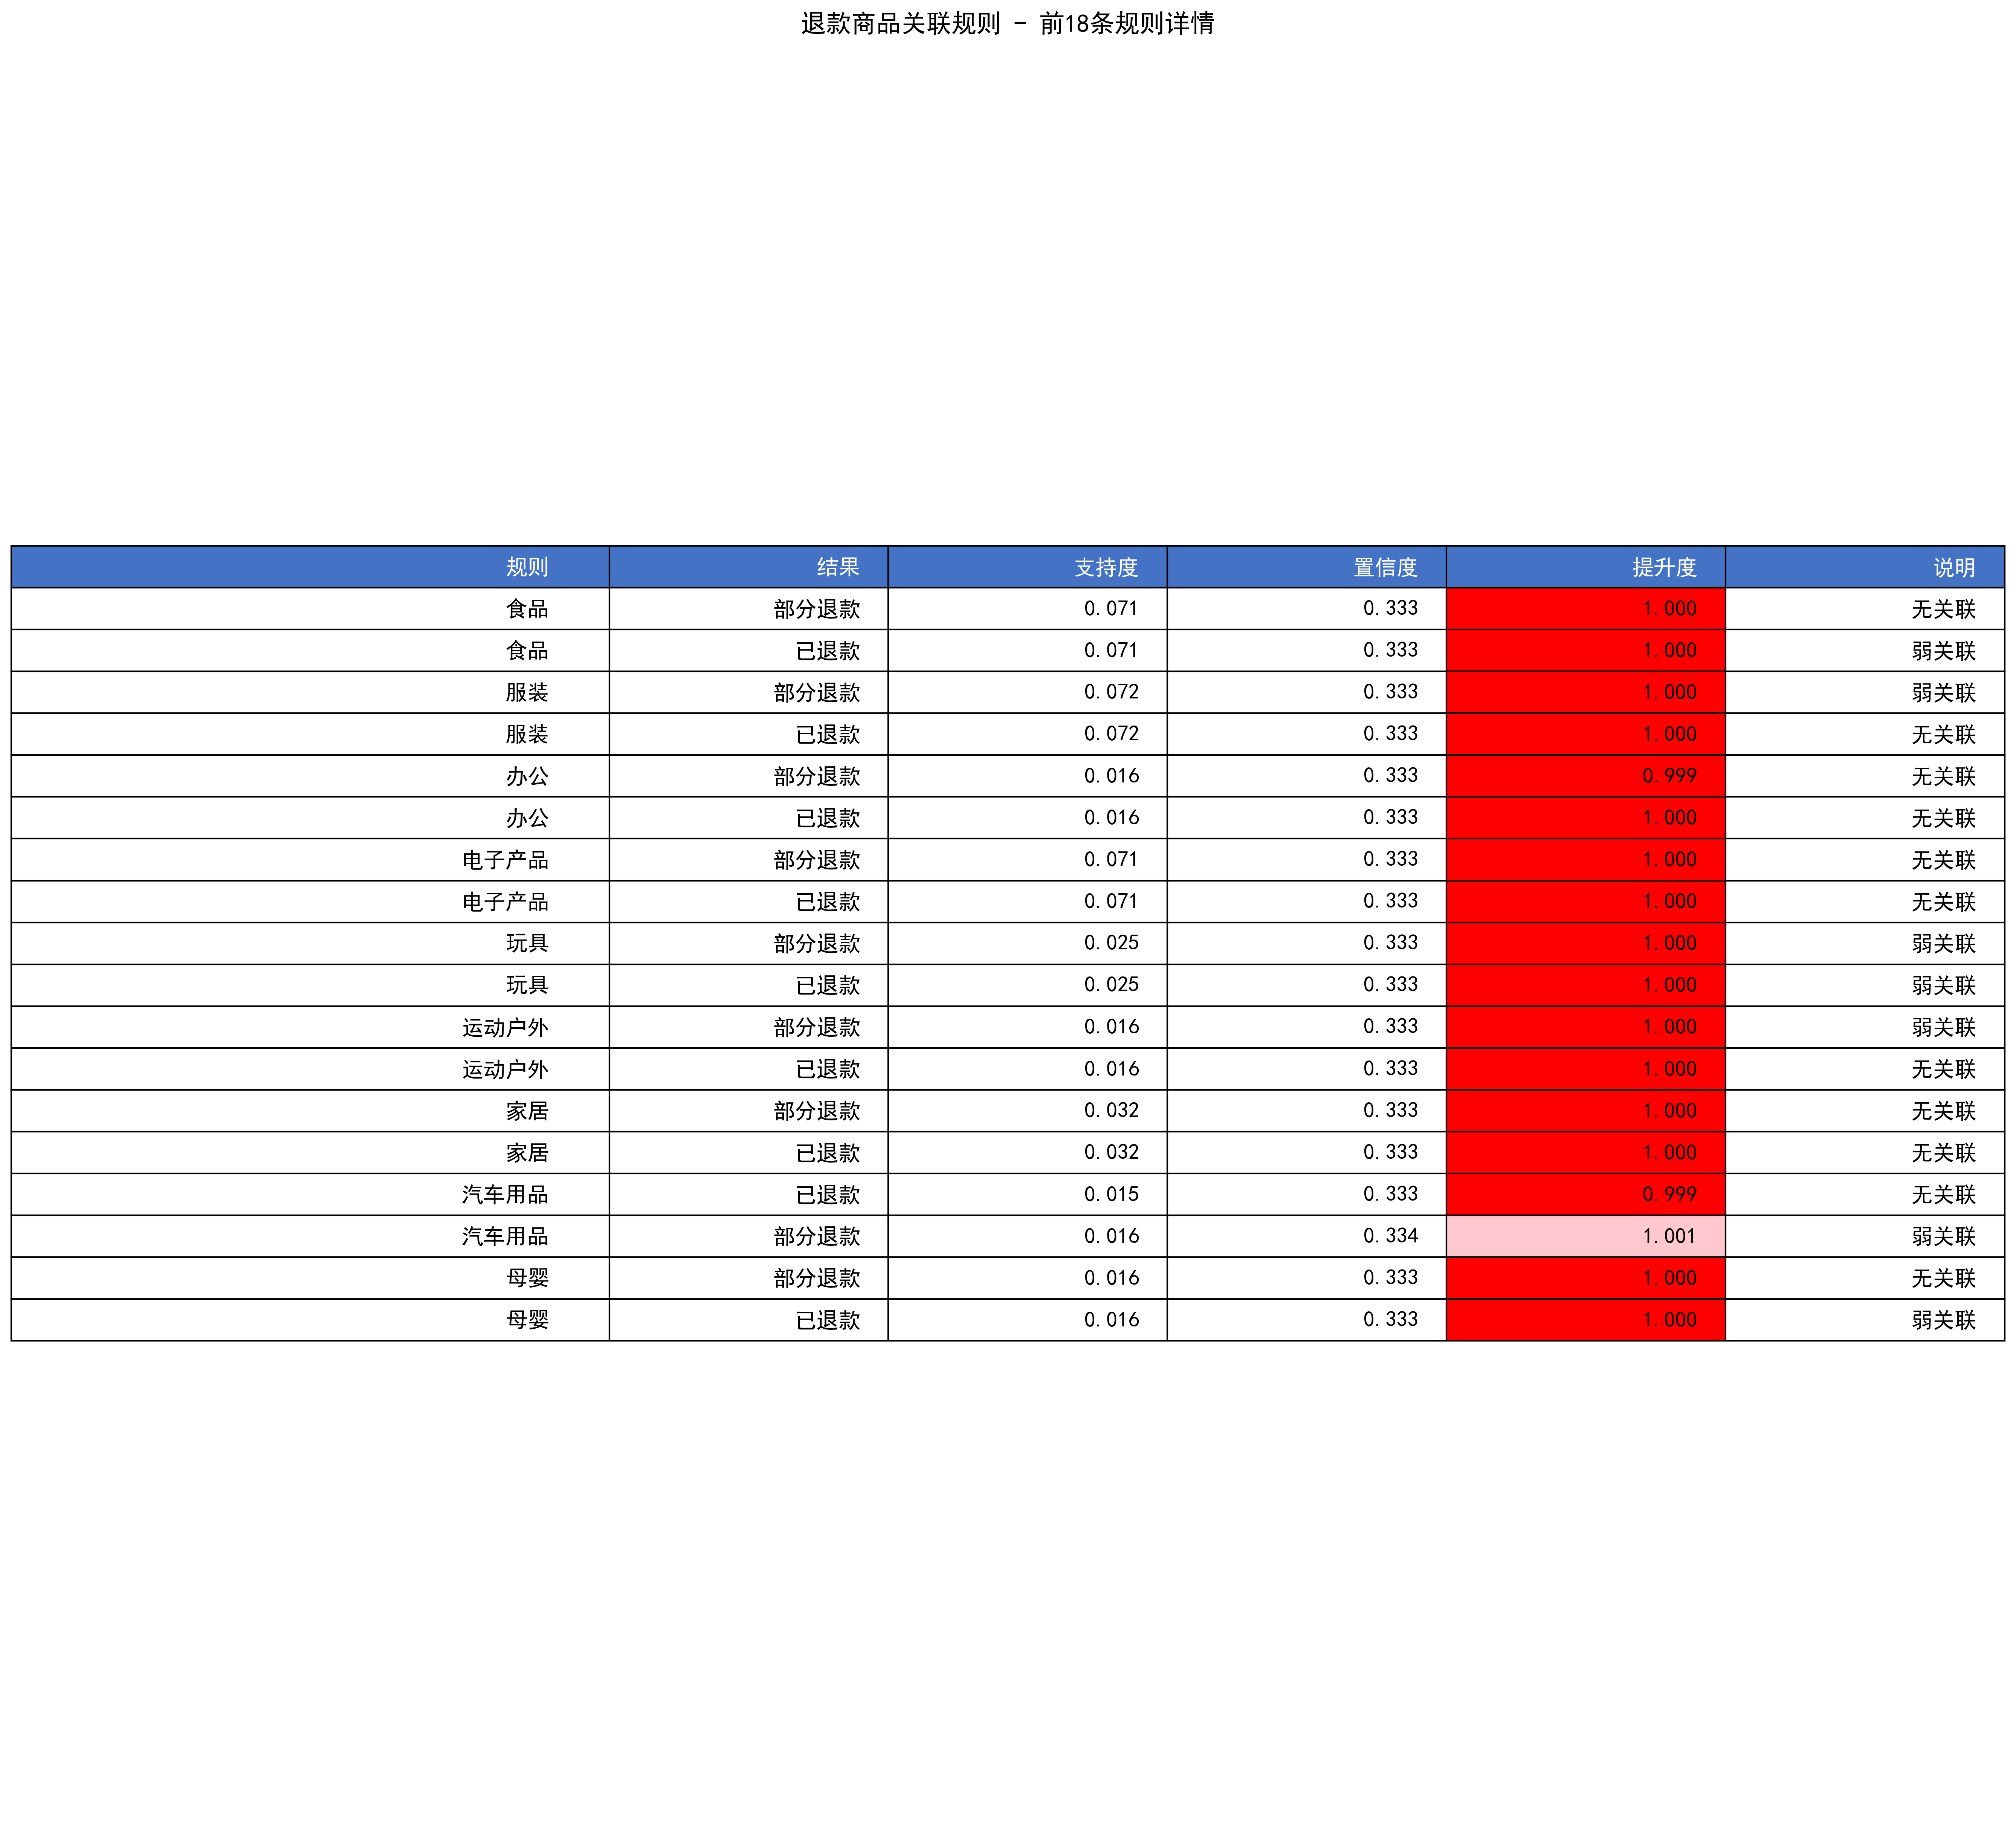 退款商品关联规则 - 前18条规则详情
规则 结果 支持度 置信度 提升度 说明
食品 部分退款 0.071 0.333 1.000 无关联
食品 已退款 0.071 0.333 1.000 弱关联
服装 部分退款 0.072 0.333 1.000 弱关联
服装 已退款 0.072 0.333 1.000 无关联
办公 部分退款 0.016 0.333 0.999 无关联
办公 已退款 0.016 0.333 1.000 无关联
电子产品 部分退款 0.071 0.333 1.000 无关联
电子产品 已退款 0.071 0.333 1.000 无关联
玩具 部分退款 0.025 0.333 1.000 弱关联
玩具 已退款 0.025 0.333 1.000 弱关联
运动户外 部分退款 0.016 0.333 1.000 弱关联
运动户外 已退款 0.016 0.333 1.000 无关联
家居 部分退款 0.032 0.333 1.000 无关联
家居 已退款 0.032 0.333 1.000 无关联
汽车用品 已退款 0.015 0.333 0.999 无关联
汽车用品 部分退款 0.016 0.334 1.001 弱关联
母婴 部分退款 0.016 0.333 1.000 无关联
母婴 已退款 0.016 0.333 1.000 弱关联